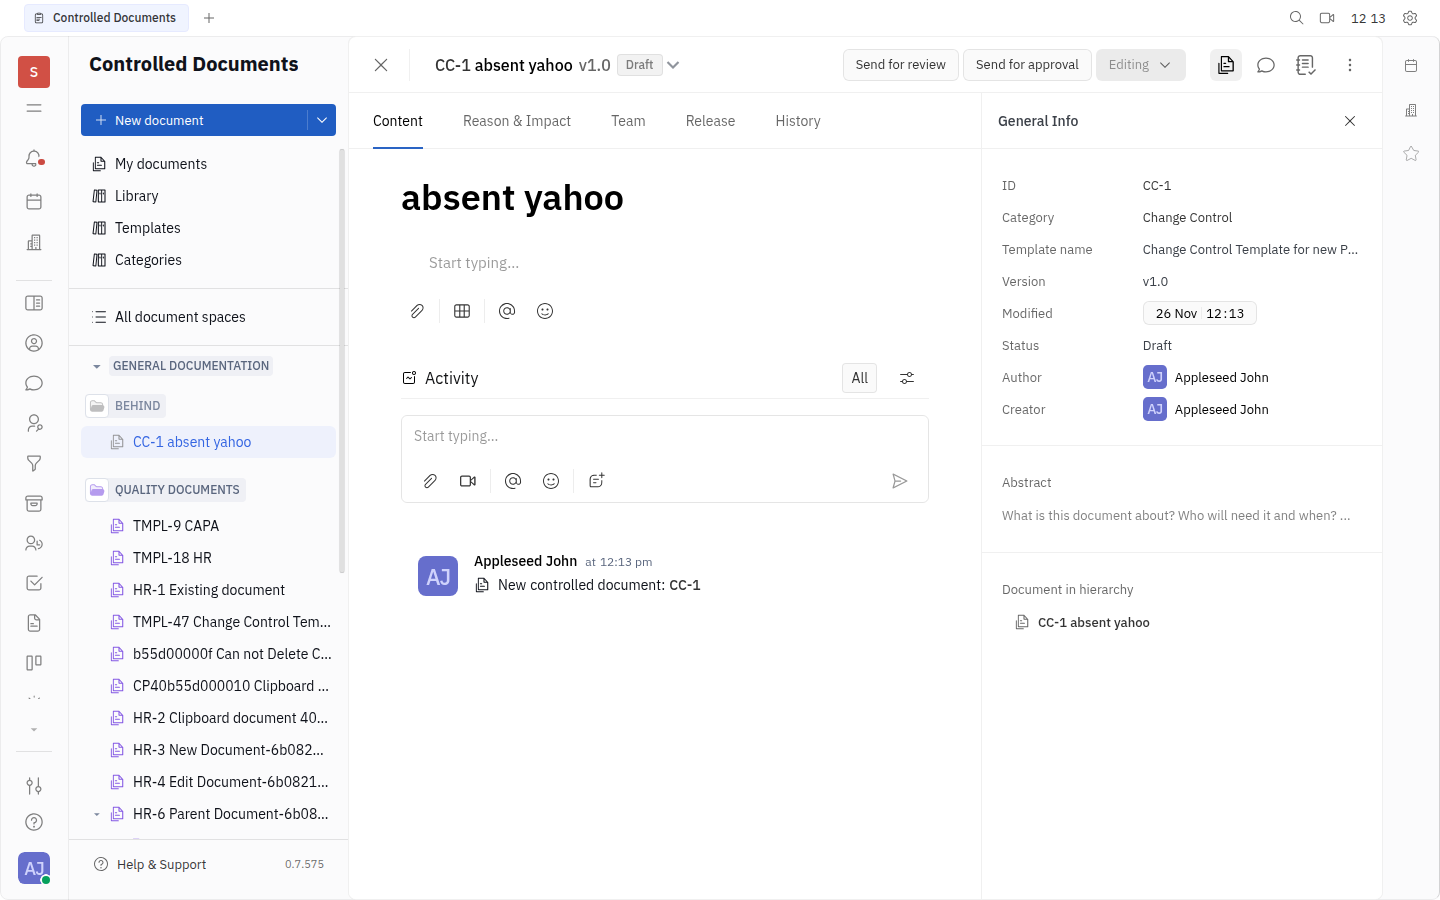 Controlled Documents
12 13
S
Controlled Documents
New document
My documents
Library
Templates
Categories
All document spaces
GENERAL DOCUMENTATION
BEHIND
CC-1 absent yahoo
QUALITY DOCUMENTS
TMPL-9 CAPA
TMPL-18 HR
HR-1 Existing document
TMPL-47 Change Control Tem...
b55d00000f Can not Delete C...
CP40b55d000010 Clipboard ...
HR-2 Clipboard document 40...
HR-3 New Document-6b082...
HR-4 Edit Document-6b0821...
HR-6 Parent Document-6b08...
Help & Support
0.7.575
AJ
CC-1 absent yahoo v1.0 Draft
Send for review
Send for approval
Editing
Content
Reason & Impact
Team
Release
History
absent yahoo
Start typing...
Activity
All
Start typing...
AJ
Appleseed John at 12:13 pm
New controlled document: CC-1
General Info
ID CC-1
Category Change Control
Template name Change Control Template for new P...
Version v1.0
Modified 26 Nov 12:13
Status Draft
Author AJ Appleseed John
Creator AJ Appleseed John
Abstract
What is this document about? Who will need it and when? ...
Document in hierarchy
CC-1 absent yahoo